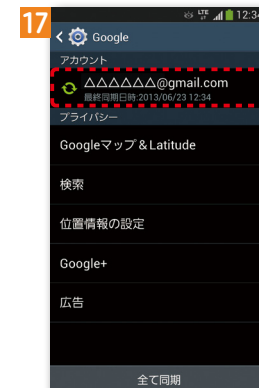 17
LTE 12:34
< Google
アカウント
△△△△△△@gmail.com
最終同期日時:2013/06/23 12:34
プライバシー
Googleマップ＆Latitude
検索
位置情報の設定
Google+
広告
全て同期